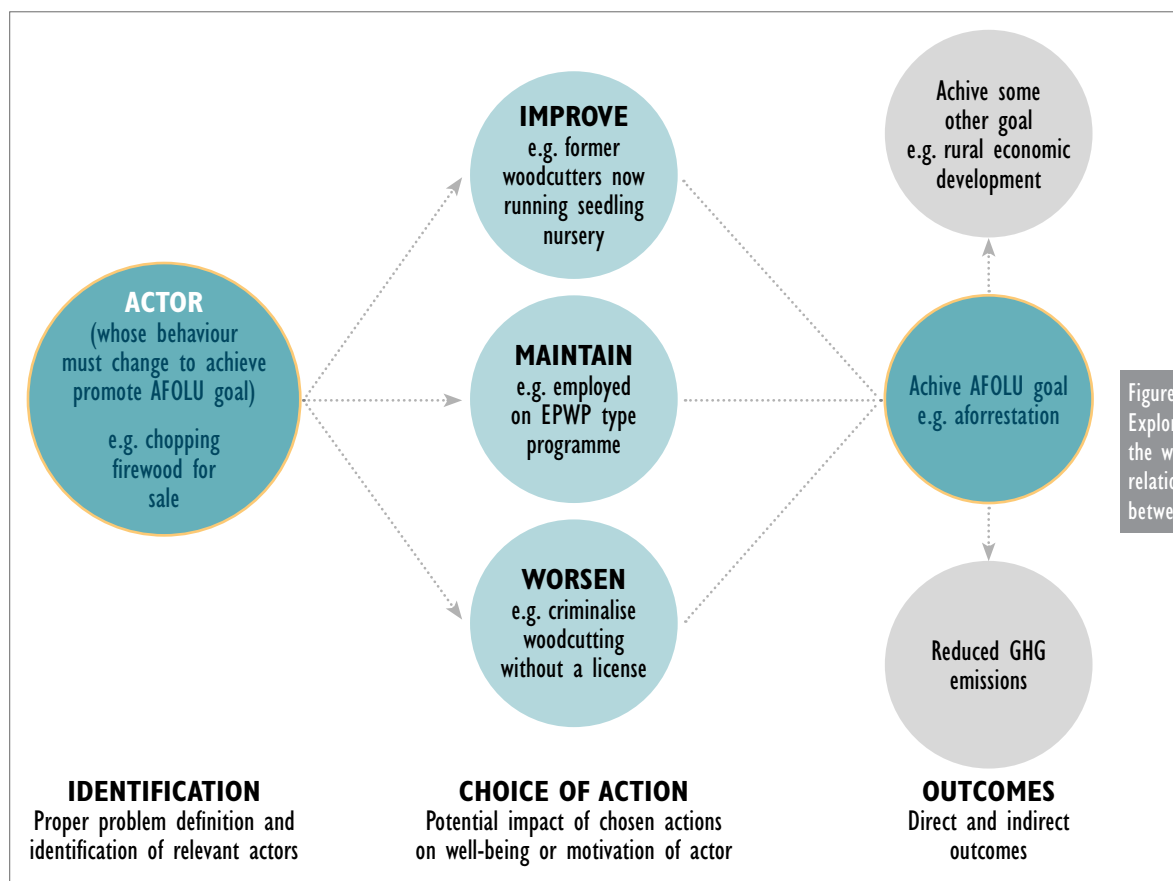 IMPROVE
e.g. former
woodcutters now
running seedling
nursery
Achive some
other goal
e.g. rural economic
development
ACTOR
(whose behaviour
must change to achieve
promote AFOLU goal)
e.g. chopping
firewood for
sale
MAINTAIN
e.g. employed
on EPWP type
programme
Achive AFOLU goal
e.g. aforrestation
Figure
Explor
the w
relatio
betwe
WORSEN
e.g. criminalise
woodcutting
without a license
Reduced GHG
emissions
IDENTIFICATION
Proper problem definition and
identification of relevant actors
CHOICE OF ACTION
Potential impact of chosen actions
on well-being or motivation of actor
OUTCOMES
Direct and indirect
outcomes